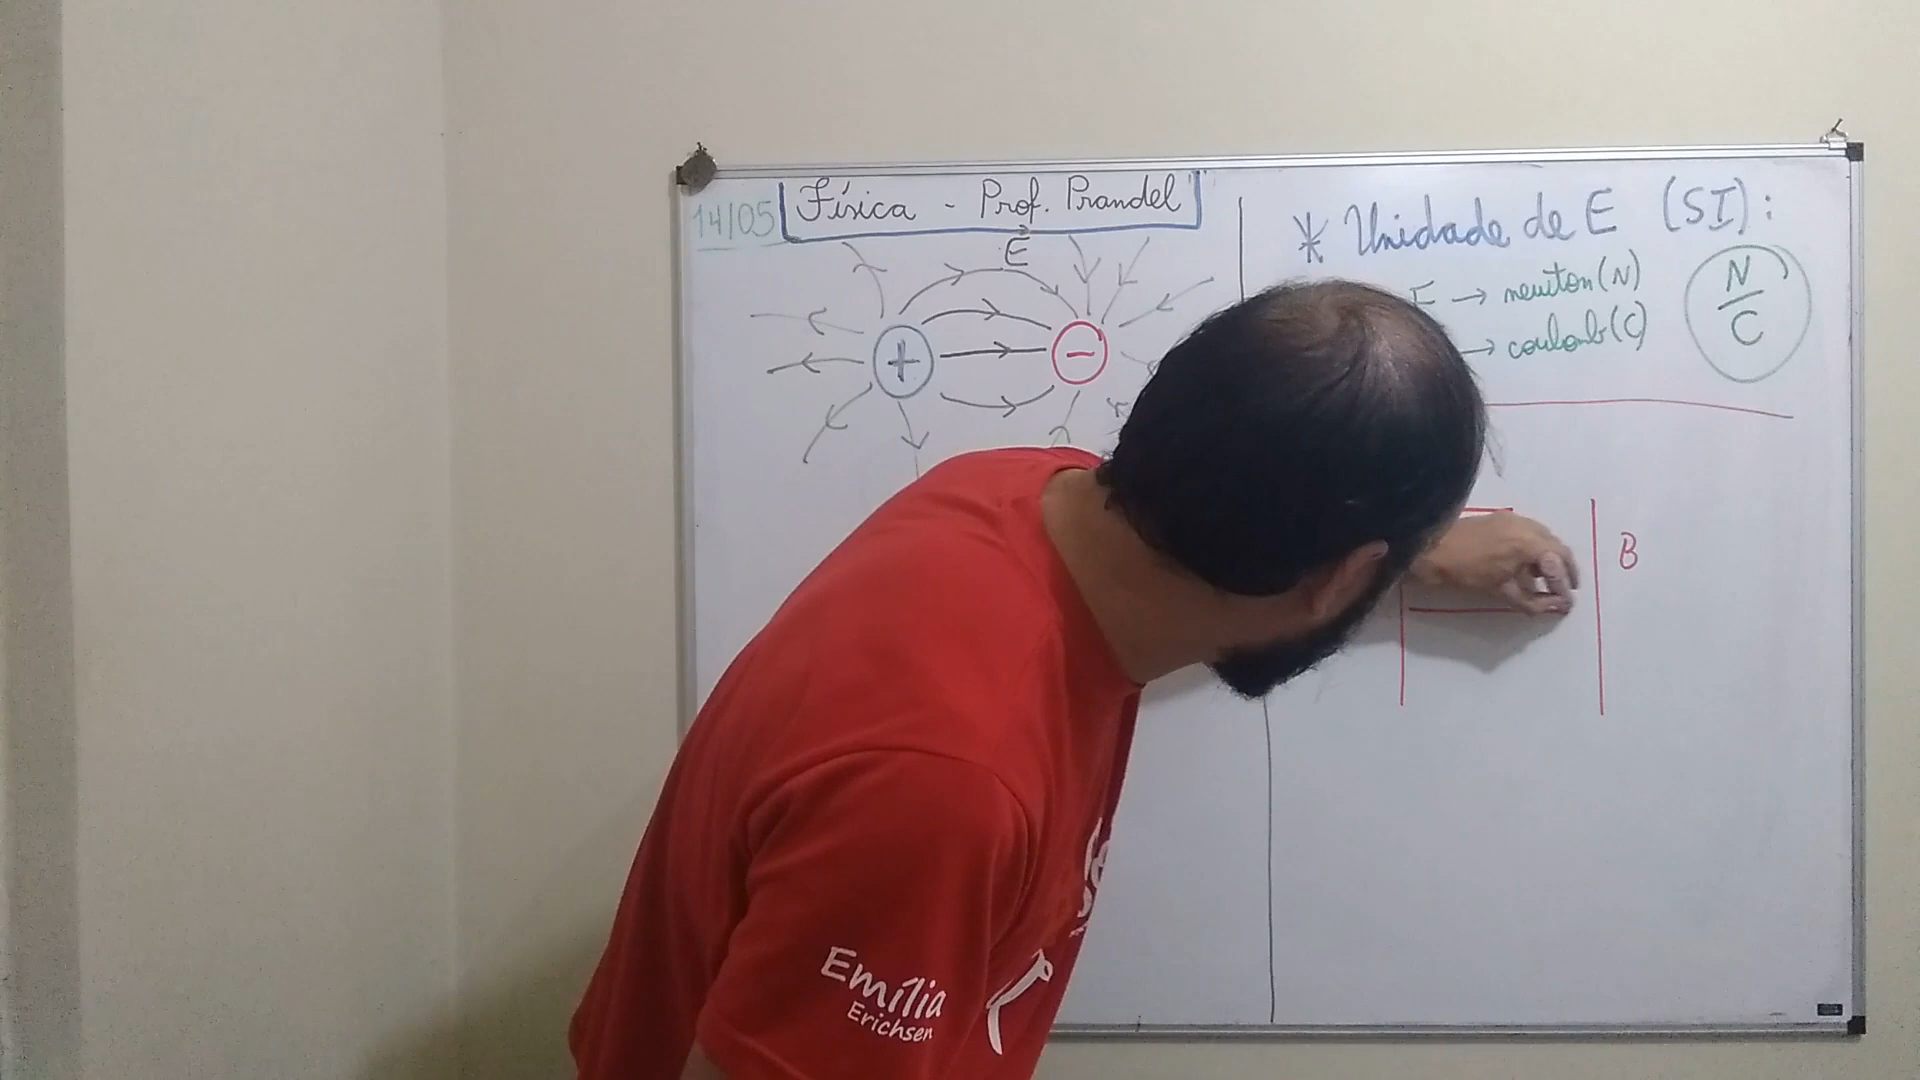 14/05
Física - Prof. Prandel
E
+
-
* Unidade de E (SI):
F → newton (N)
→ coulomb (C)
N
C
B
Emília
Erichsen